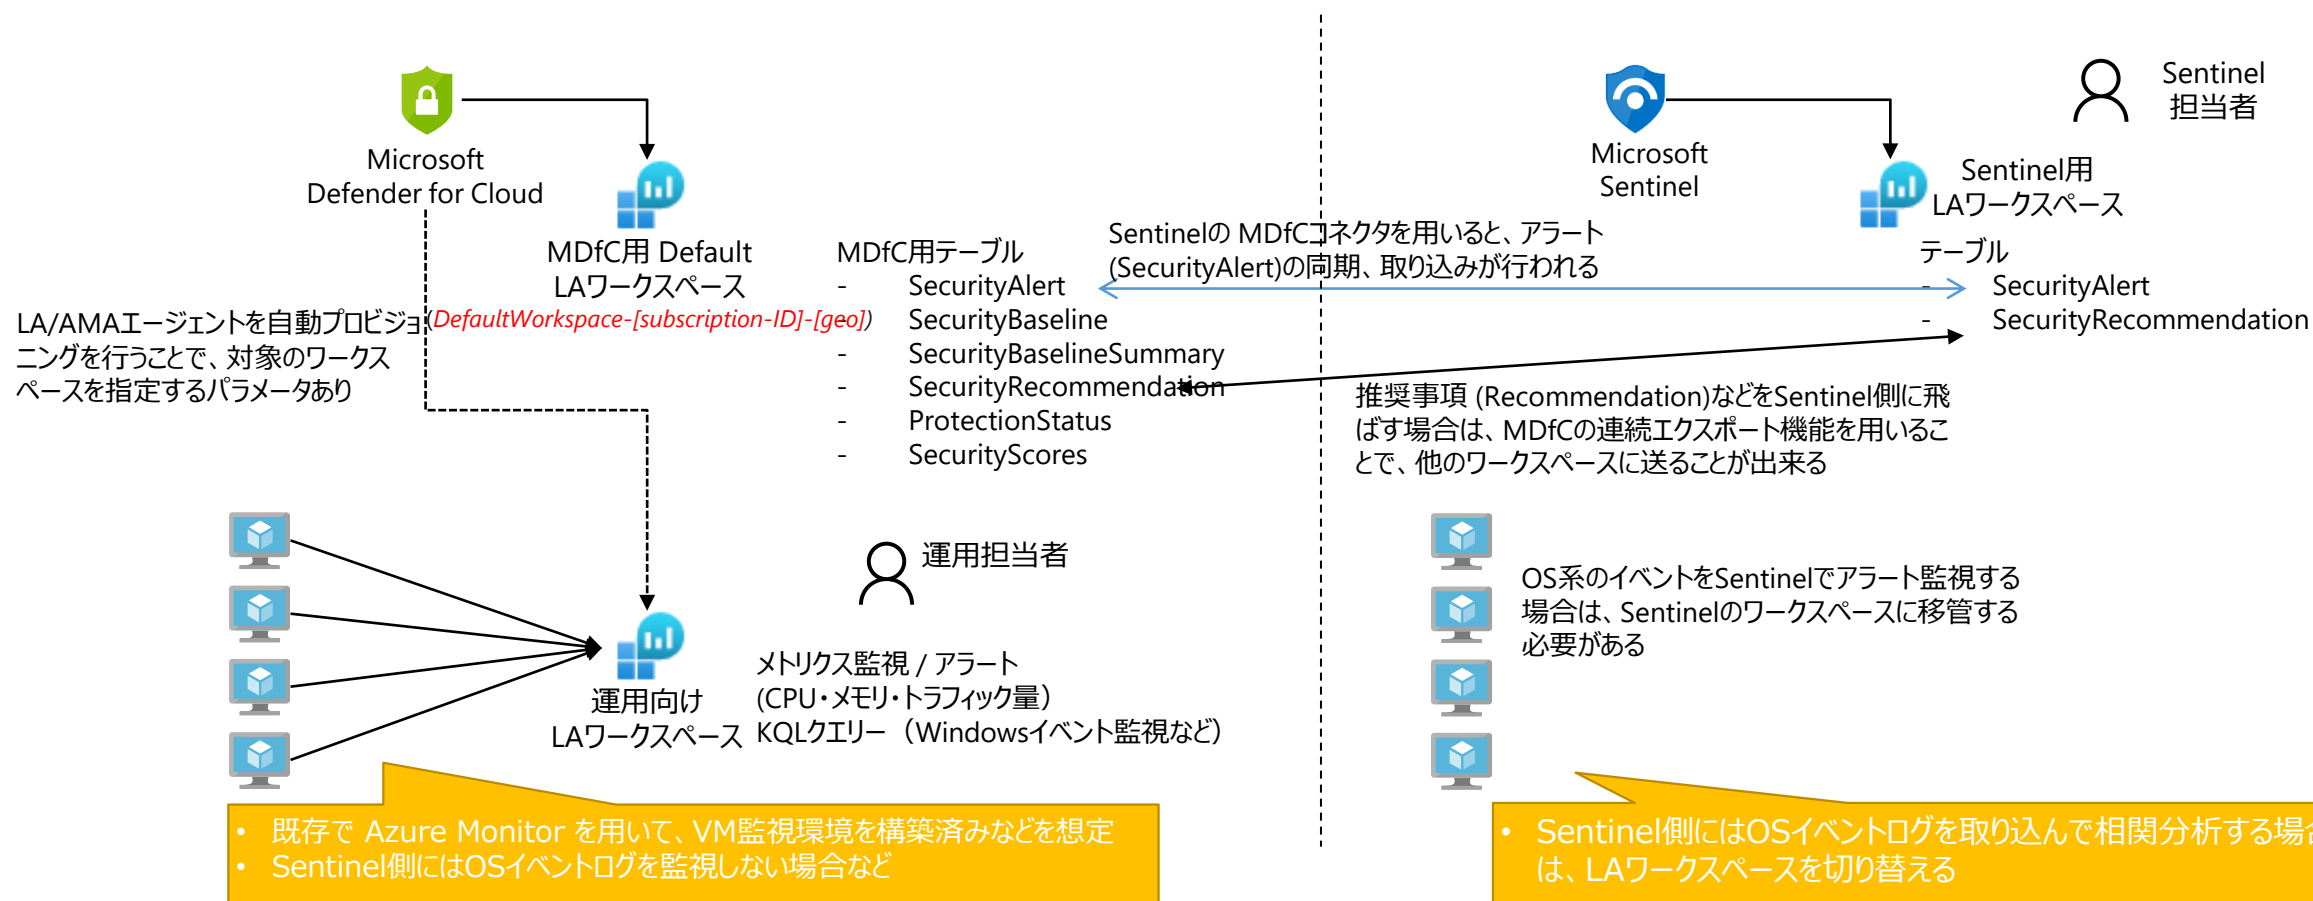 Microsoft
Defender for Cloud
MDfC用 Default
LAワークスペース
(DefaultWorkspace-[subscription-ID]-[geo])
LA/AMAエージェントを自動プロビジョ
ニングを行うことで、対象のワークス
ペースを指定するパラメータあり
MDfC用テーブル
- SecurityAlert
- SecurityBaseline
- SecurityBaselineSummary
- SecurityRecommendation
- ProtectionStatus
- SecurityScores
Sentinelの MDfCコネクタを用いると、アラート
(SecurityAlert)の同期、取り込みが行われる
Microsoft
Sentinel
Sentinel
担当者
Sentinel用
LAワークスペース
テーブル
- SecurityAlert
- SecurityRecommendation
推奨事項 (Recommendation)などをSentinel側に飛
ばす場合は、MDfCの連続エクスポート機能を用いるこ
とで、他のワークスペースに送ることが出来る
運用担当者
運用向け
LAワークスペース
メトリクス監視 / アラート
(CPU・メモリ・トラフィック量）
KQLクエリー（Windowsイベント監視など）
OS系のイベントをSentinelでアラート監視する
場合は、Sentinelのワークスペースに移管する
必要がある
• 既存で Azure Monitor を用いて、VM監視環境を構築済みなどを想定
• Sentinel側にはOSイベントログを監視しない場合など
• Sentinel側にはOSイベントログを取り込んで相関分析する場合
は、LAワークスペースを切り替える